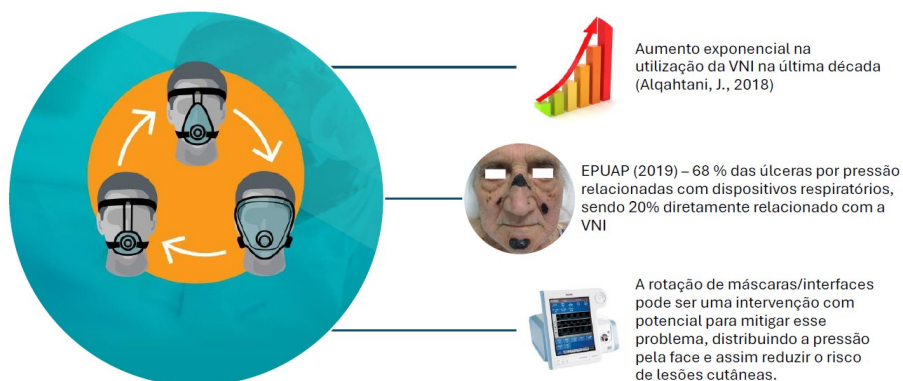 Aumento exponencial na
utilização da VNI na última década
(Alqahtani, J., 2018)
EPUAP (2019) – 68 % das úlceras por pressão
relacionadas com dispositivos respiratórios,
sendo 20% diretamente relacionado com a
VNI
A rotação de máscaras/interfaces
pode ser uma intervenção com
potencial para mitigar esse
problema, distribuindo a pressão
pela face e assim reduzir o risco
de lesões cutâneas.